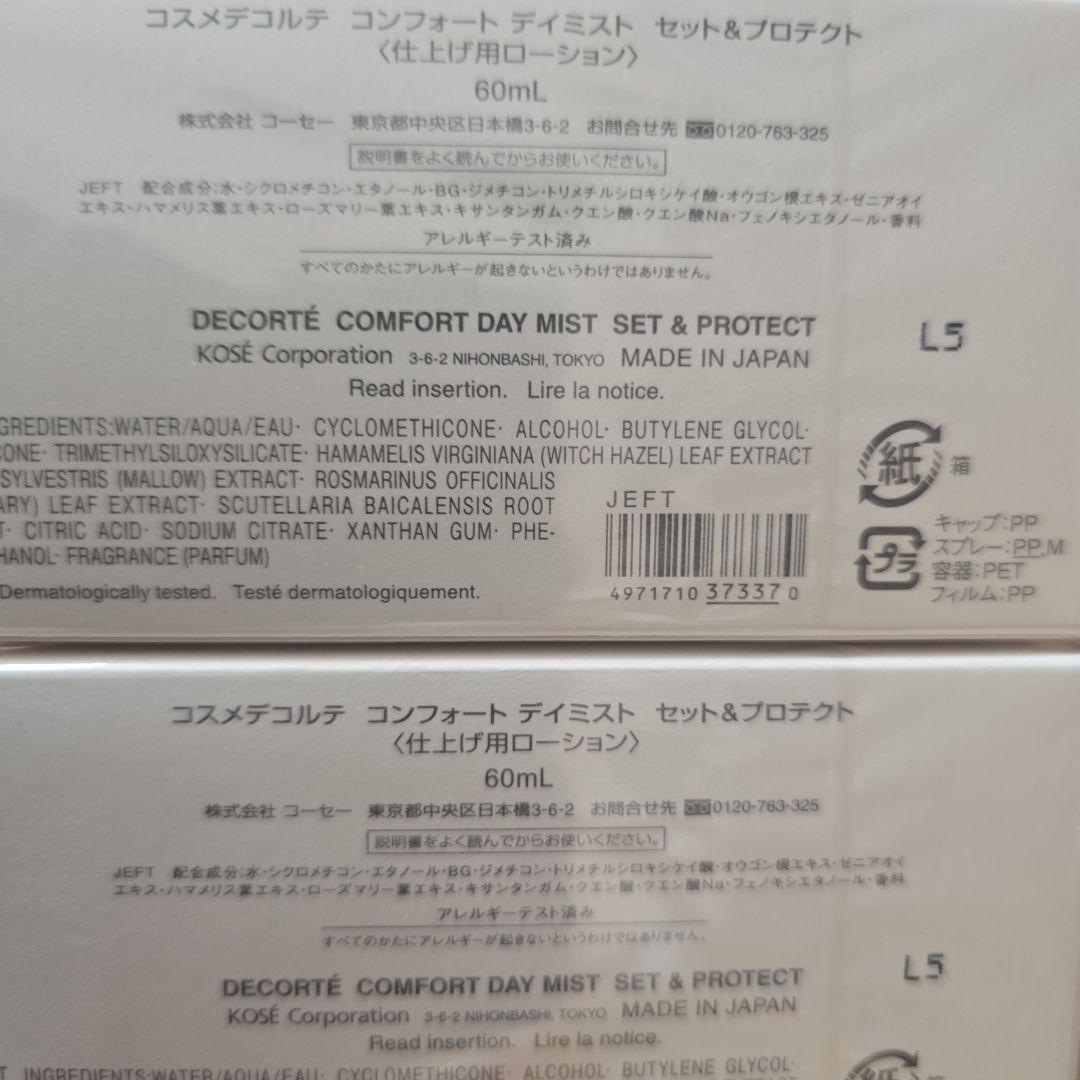 コスメデコルテ コンフォート デイミスト セット&プロテクト
〈仕上げ用ローション〉
60mL
株式会社 コーセー 東京都中央区日本橋3-6-2 お問合せ先 0120-763-325
説明書をよく読んでからお使いください。
JEFT 配合成分:水・シクロメチコン・エタノール・BG・ジメチコン・トリメチルシロキシケイ酸・オウゴン根エキス・ゼニアオイ
エキス・ハマメリス葉エキス・ローズマリー葉エキス・キサンタンガム・クエン酸・クエン酸Na・フェノキシエタノール・香料
アレルギーテスト済み
すべてのかたにアレルギーが起きないというわけではありません。
DECORTÉ COMFORT DAY MIST SET & PROTECT
L5
KOSÉ Corporation 3-6-2 NIHONBASHI, TOKYO MADE IN JAPAN
Read insertion. Lire la notice.
GREDIENTS:WATER/AQUA/EAU· CYCLOMETHICONE· ALCOHOL· BUTYLENE GLYCOL·
CONE· TRIMETHYLSILOXYSILICATE· HAMAMELIS VIRGINIANA (WITCH HAZEL) LEAF EXTRACT
SYLVESTRIS (MALLOW) EXTRACT· ROSMARINUS OFFICINALIS
ARY) LEAF EXTRACT· SCUTELLARIA BAICALENSIS ROOT
T· CITRIC ACID· SODIUM CITRATE· XANTHAN GUM· PHE-
HANOL· FRAGRANCE (PARFUM)
Dermatologically tested. Testé dermatologiquement.
JEFT
4971710 37337 0
紙 箱
プラ
キャップ:PP
スプレー:PP,M
容器:PET
フィルム:PP
コスメデコルテ コンフォート デイミスト セット&プロテクト
〈仕上げ用ローション〉
60mL
株式会社 コーセー 東京都中央区日本橋3-6-2 お問合せ先 0120-763-325
説明書をよく読んでからお使いください。
JEFT 配合成分:水・シクロメチコン・エタノール・BG・ジメチコン・トリメチルシロキシケイ酸・オウゴン根エキス・ゼニアオイ
エキス・ハマメリス葉エキス・ローズマリー葉エキス・キサンタンガム・クエン酸・クエン酸Na・フェノキシエタノール・香料
アレルギーテスト済み
すべてのかたにアレルギーが起きないというわけではありません。
DECORTÉ COMFORT DAY MIST SET & PROTECT
L5
KOSÉ Corporation 3-6-2 NIHONBASHI, TOKYO MADE IN JAPAN
Read insertion. Lire la notice.
T INGREDIENTS:WATER/AQUA/EAU· CYCLOMETHICONE· ALCOHOL· BUTYLENE GLYCOL·